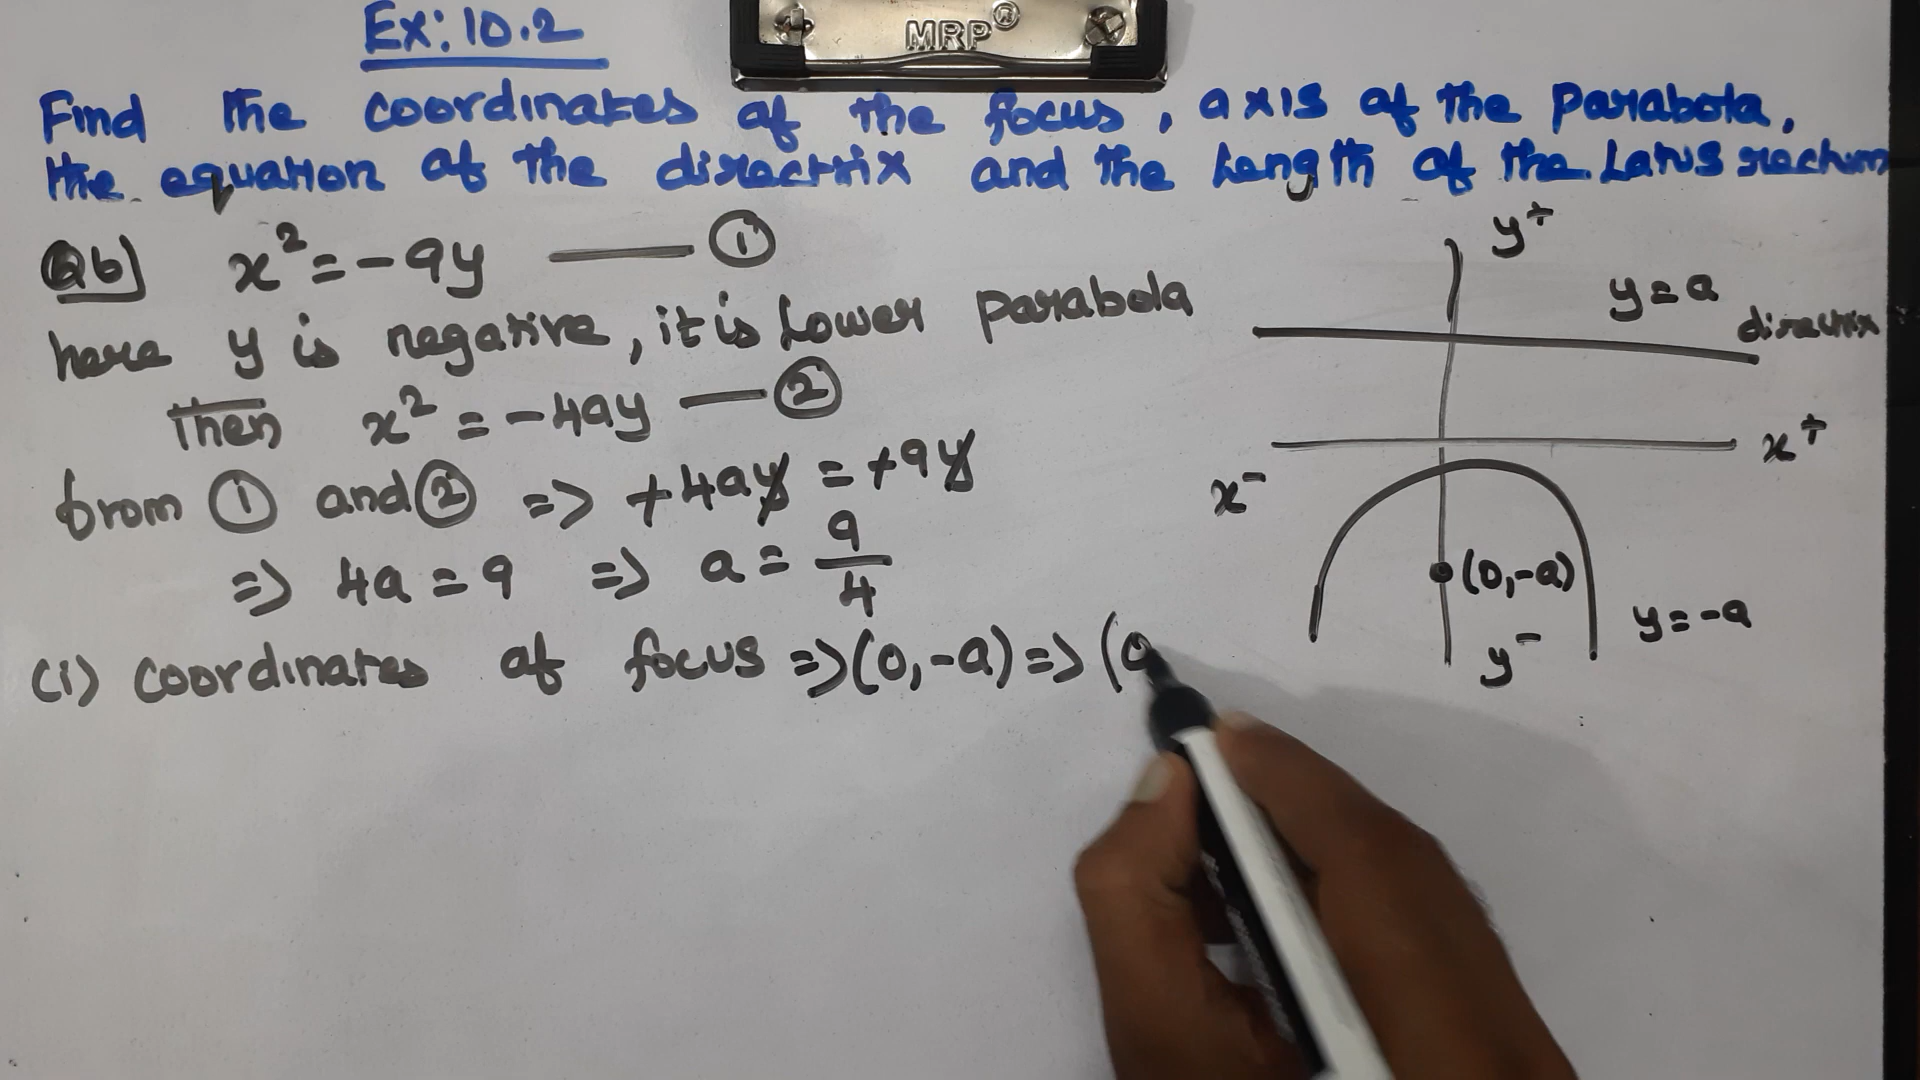 Ex: 10.2
MRP®
Find the coordinates of the focus, axis of the Parabola,
the equation of the directrix and the Length of the Latus rectum
Q6) x² = -9y —— ①
here y is negative, it is Lower parabola
Then x² = -4ay —— ②
from ① and ② => +4ay = +9y
=> 4a = 9 => a = 9/4
(i) coordinates of focus => (0, -a) => (0
y⁺
y = a
directrix
x⁺
x⁻
(0, -a)
y = -a
y⁻